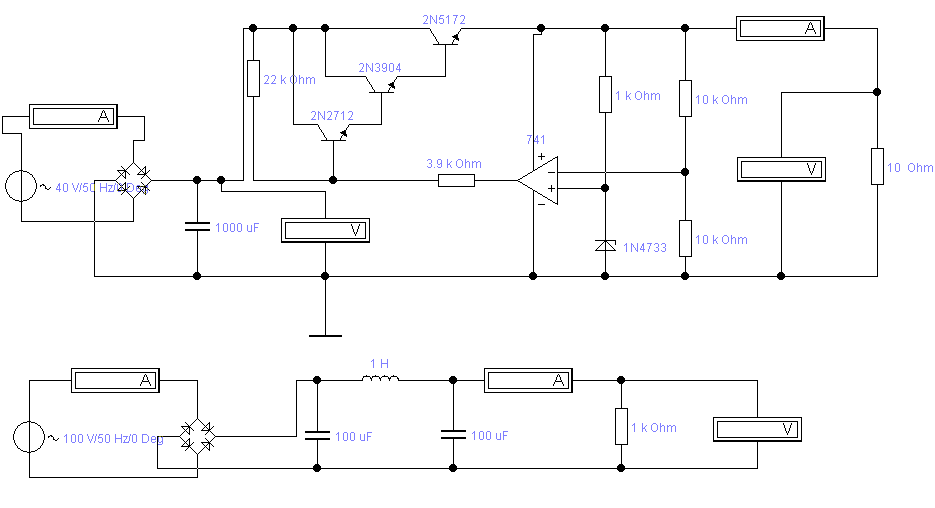 2N5172
A
2N3904
22 k Ohm
1 k Ohm
10 k Ohm
A
2N2712
741
3.9 k Ohm
V
10 Ohm
40 V/50 Hz/0 Deg
1000 uF
V
10 k Ohm
1N4733
1 H
A
A
100 V/50 Hz/0 Deg
100 uF
100 uF
1 k Ohm
V